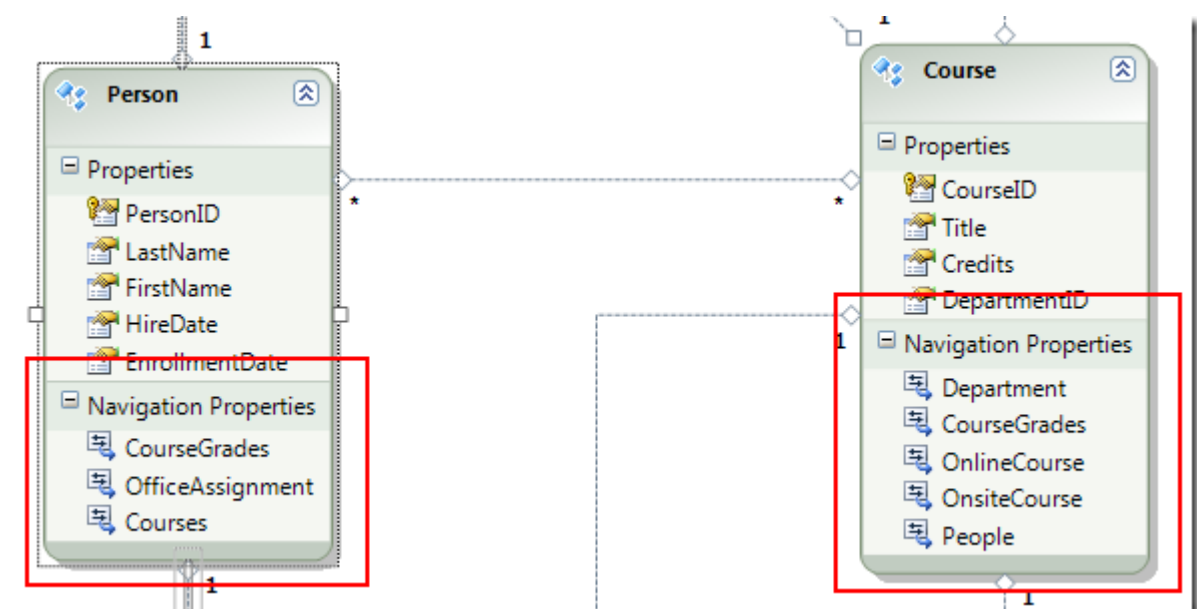 1
Person
Properties
PersonID
LastName
FirstName
HireDate
EnrollmentDate
Navigation Properties
CourseGrades
OfficeAssignment
Courses
1
*
*
1
1
Course
Properties
CourseID
Title
Credits
DepartmentID
Navigation Properties
Department
CourseGrades
OnlineCourse
OnsiteCourse
People
1